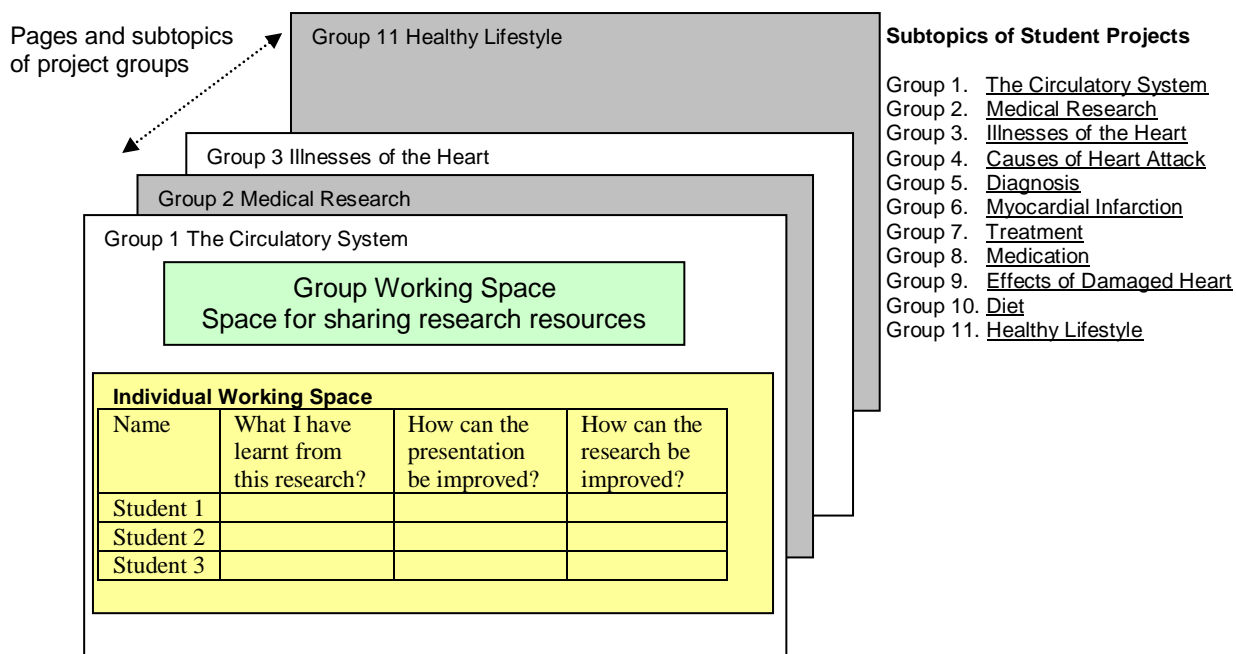 Pages and subtopics
of project groups
Group 11 Healthy Lifestyle
Group 3 Illnesses of the Heart
Group 2 Medical Research
Group 1 The Circulatory System
Group Working Space
Space for sharing research resources
Individual Working Space
Name
What I have
learnt from
this research?
How can the
presentation
be improved?
How can the
research be
improved?
Student 1
Student 2
Student 3
Subtopics of Student Projects
Group 1. The Circulatory System
Group 2. Medical Research
Group 3. Illnesses of the Heart
Group 4. Causes of Heart Attack
Group 5. Diagnosis
Group 6. Myocardial Infarction
Group 7. Treatment
Group 8. Medication
Group 9. Effects of Damaged Heart
Group 10. Diet
Group 11. Healthy Lifestyle